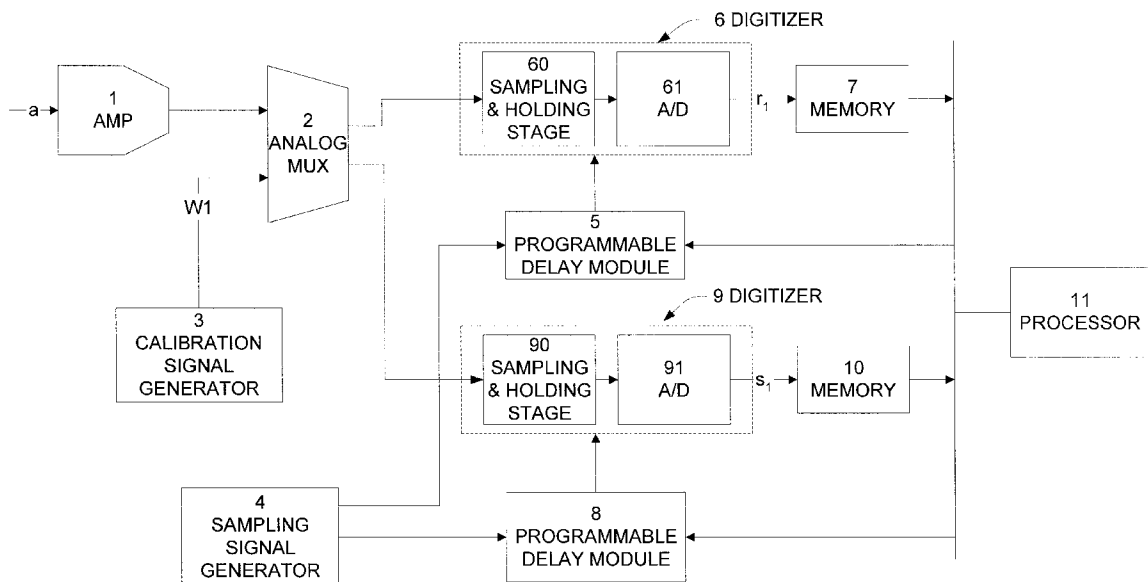 6 DIGITIZER
a
1
AMP
2
ANALOG
MUX
60
SAMPLING
& HOLDING
STAGE
61
A/D
r1
7
MEMORY
W1
5
PROGRAMMABLE
DELAY MODULE
3
CALIBRATION
SIGNAL
GENERATOR
9 DIGITIZER
90
SAMPLING
& HOLDING
STAGE
91
A/D
s1
10
MEMORY
11
PROCESSOR
4
SAMPLING
SIGNAL
GENERATOR
8
PROGRAMMABLE
DELAY MODULE